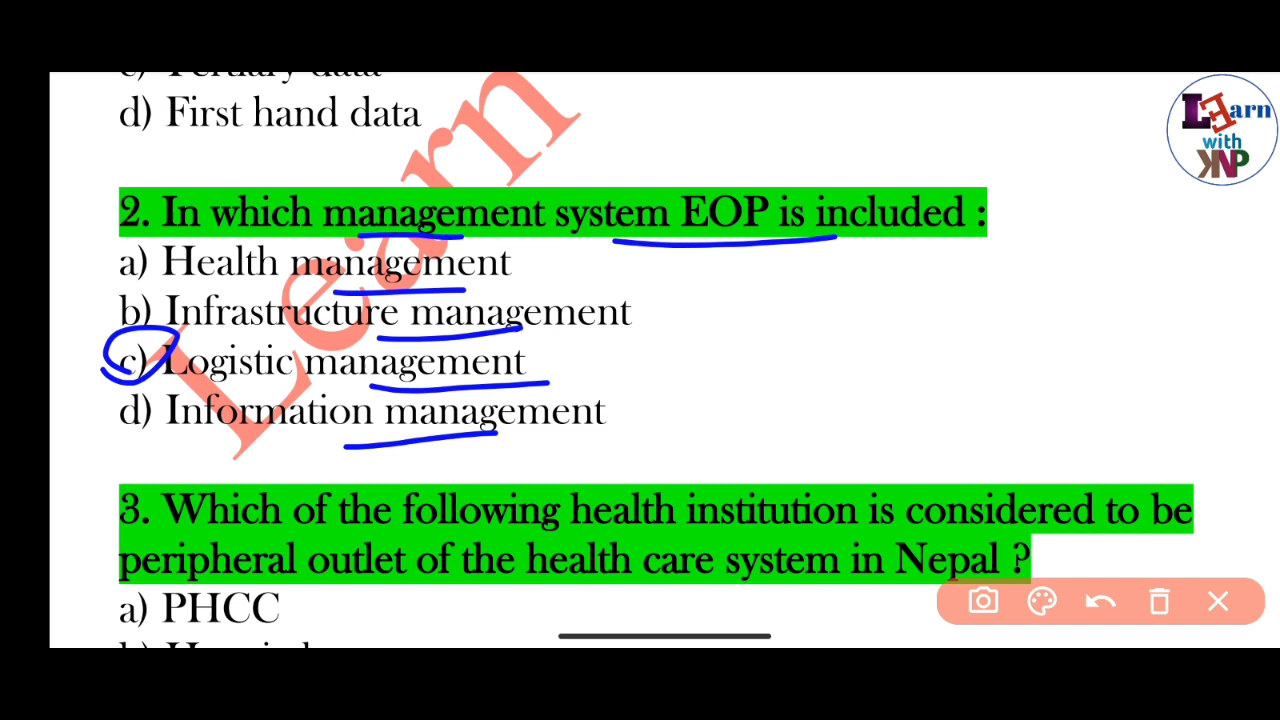 d) First hand data
LEarn
with
KNP
2. In which management system EOP is included :
a) Health management
b) Infrastructure management
c) Logistic management
d) Information management
Learn
3. Which of the following health institution is considered to be
peripheral outlet of the health care system in Nepal ?
a) PHCC